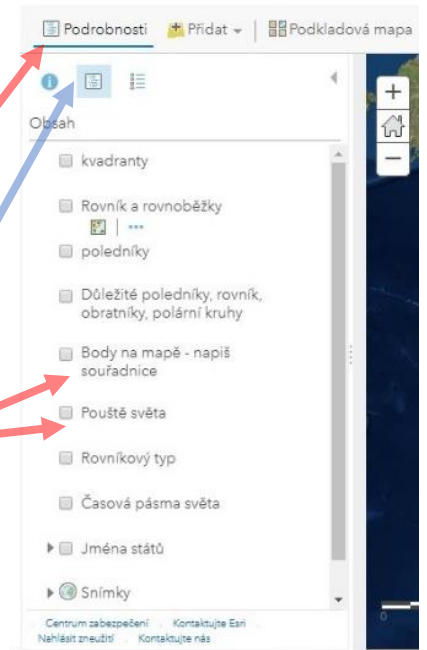 Podrobnosti Přidat Podkladová mapa
Obsah
kvadranty
Rovník a rovnoběžky
poledníky
Důležité poledníky, rovník,
obratníky, polární kruhy
Body na mapě - napiš
souřadnice
Pouště světa
Rovníkový typ
Časová pásma světa
Jména států
Snímky
Centrum zabezpečení Kontaktujte Esri
Nahlásit zneužití Kontaktujte nás
0